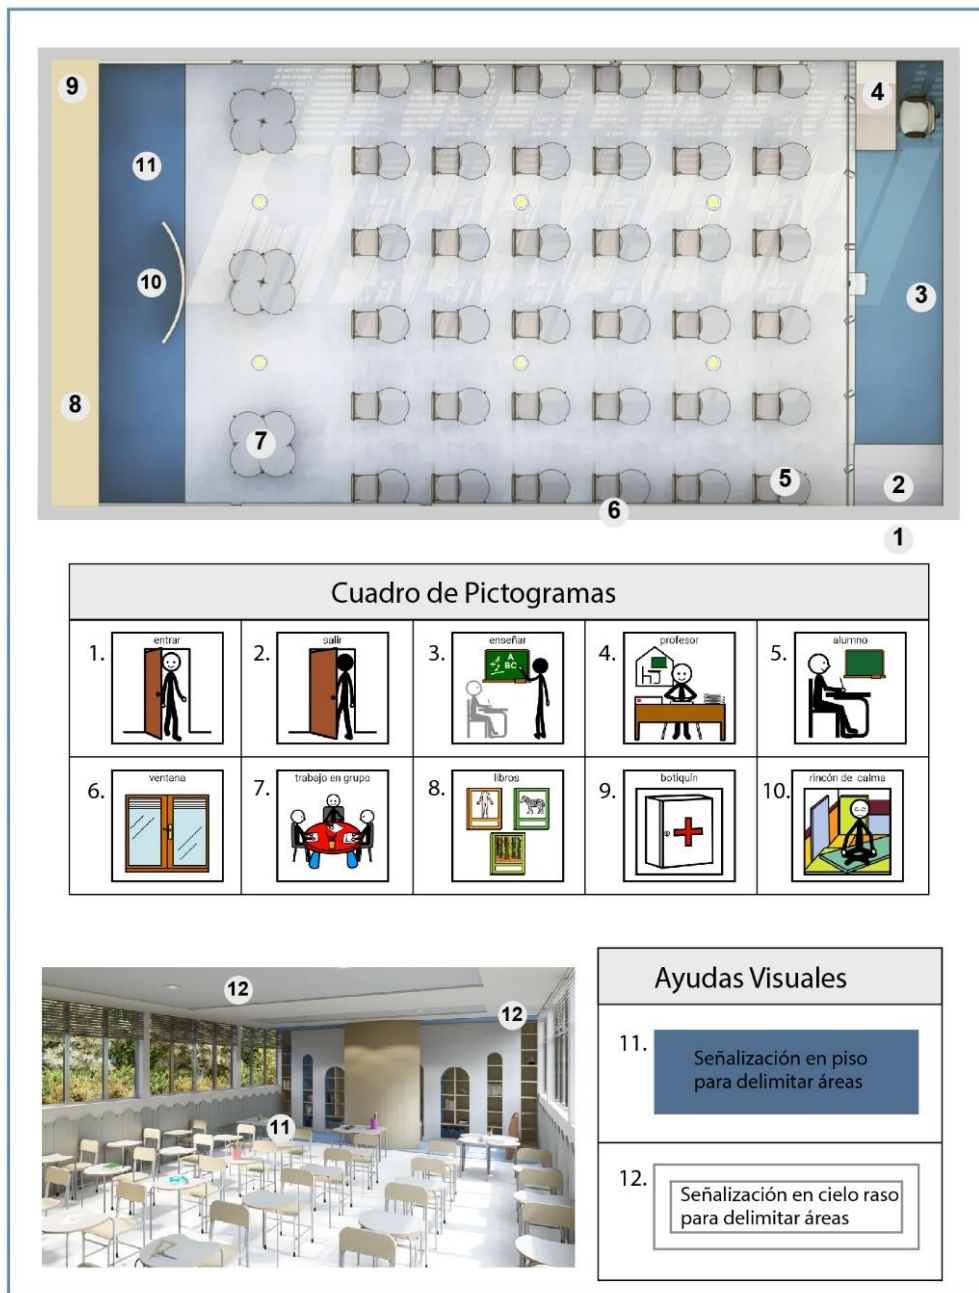 9
4
11
10
3
8
7
5
2
6
1
Cuadro de Pictogramas
1. entrar
2. salir
3. enseñar
A
BC
4. profesor
5. alumno
6. ventana
7. trabajo en grupo
8. libros
9. botiquín
10. rincón de calma
12
12
11
Ayudas Visuales
11. Señalización en piso
para delimitar áreas
12. Señalización en cielo raso
para delimitar áreas